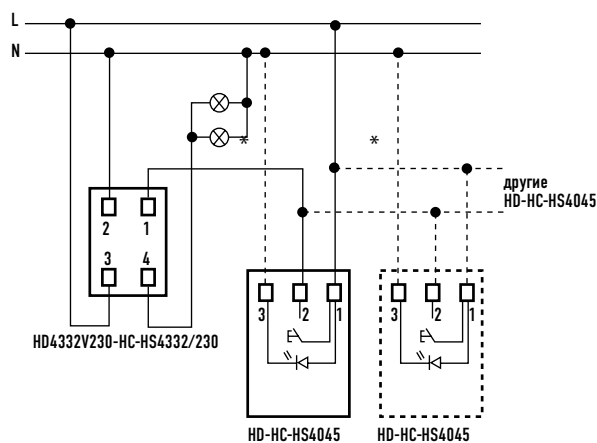 L
N
*
*
другие
HD-HC-HS4045
2 1
3 4
3 2 1
3 2 1
HD4332V230-HC-HS4332/230
HD-HC-HS4045
HD-HC-HS4045